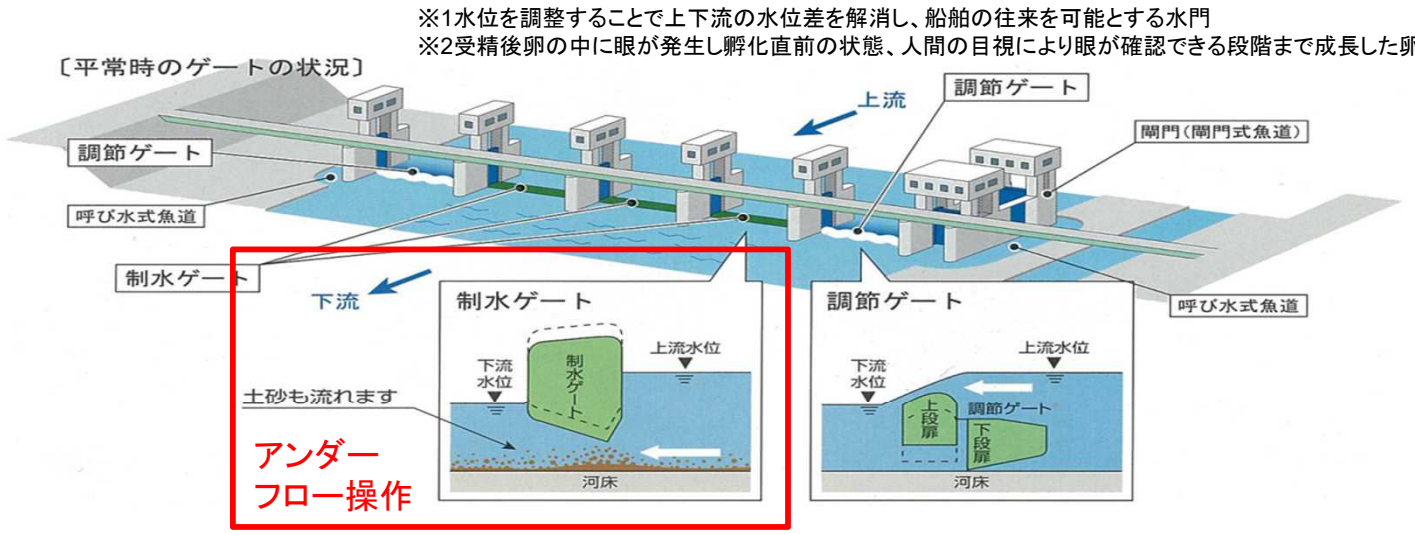 ※1水位を調整することで上下流の水位差を解消し、船舶の往来を可能とする水門
※2受精後卵の中に眼が発生し孵化直前の状態、人間の目視により眼が確認できる段階まで成長した卵
〔平常時のゲートの状況〕
上流
調節ゲート
閘門(閘門式魚道)
調節ゲート
呼び水式魚道
制水ゲート
下流
呼び水式魚道
制水ゲート
上流水位
下流
水位
制水ゲート
土砂も流れます
河床
アンダー
フロー操作
調節ゲート
上流水位
下流
水位
調節ゲート
上段扉
下段扉
河床